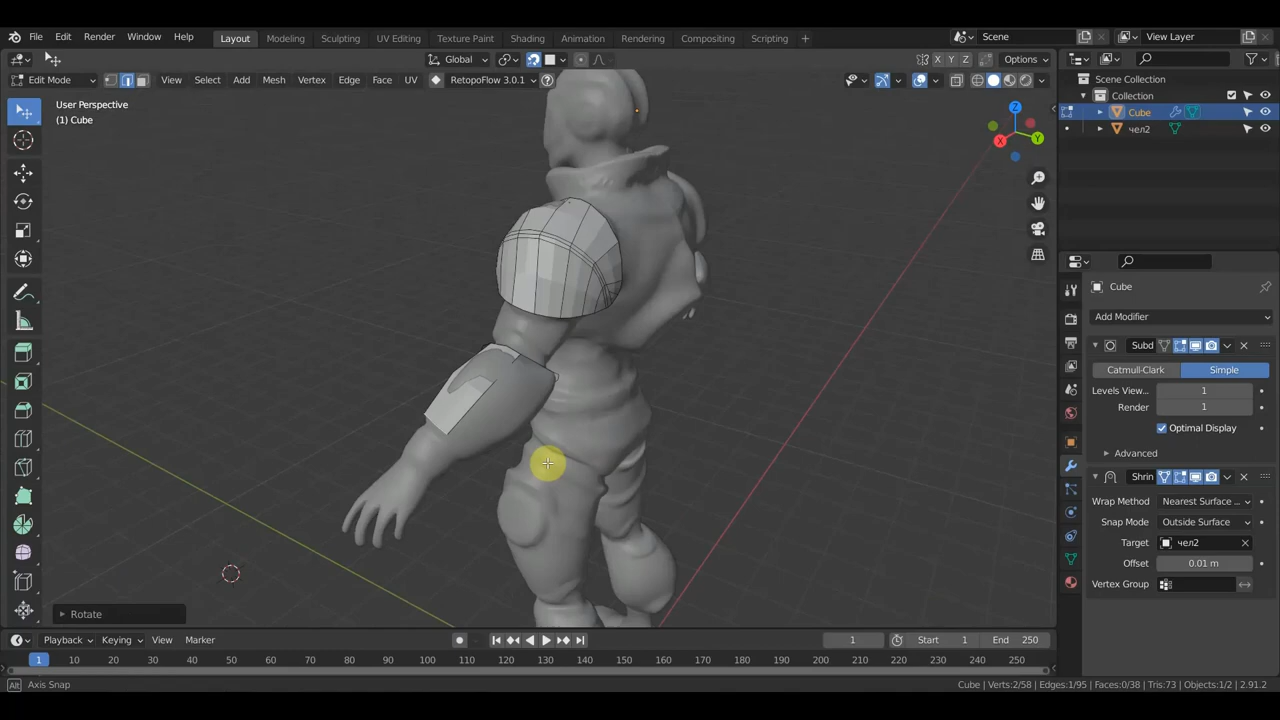 File Edit Render Window Help Layout Modeling Sculpting UV Editing Texture Paint Shading Animation Rendering Compositing Scripting + Scene View Layer
Global Options
Edit Mode View Select Add Mesh Vertex Edge Face UV RetopoFlow 3.0.1 X Y Z
User Perspective
(1) Cube
Z
X Y
Scene Collection
Collection
Cube
чел2
Cube
Add Modifier
Subd
Catmull-Clark Simple
Levels View... 1
Render 1
Optimal Display
Advanced
Shrin
Wrap Method Nearest Surface ...
Snap Mode Outside Surface
Target чел2
Offset 0.01 m
Vertex Group
Rotate
Playback Keying View Marker 1 Start 1 End 250
1 10 20 30 40 50 60 70 80 90 100 110 120 130 140 150 160 170 180 190 200 210 220 230 240 250
Alt Axis Snap Cube | Verts:2/58 | Edges:1/95 | Faces:0/38 | Tris:73 | Objects:1/2 | 2.91.2